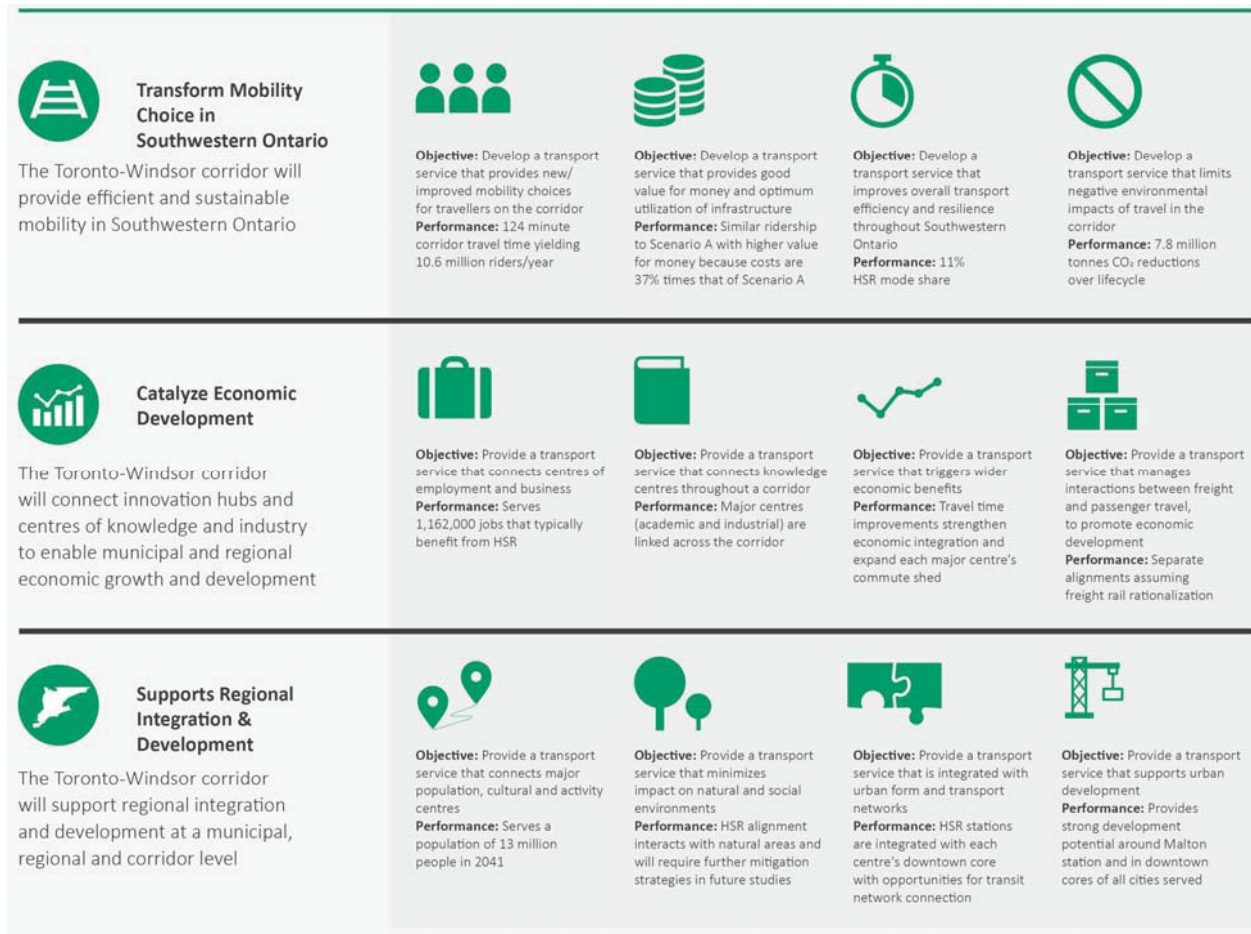 Transform Mobility
Choice in
Southwestern Ontario
The Toronto-Windsor corridor will
provide efficient and sustainable
mobility in Southwestern Ontario
Objective: Develop a transport
service that provides new/
improved mobility choices
for travellers on the corridor
Performance: 124 minute
corridor travel time yielding
10.6 million riders/year
Objective: Develop a transport
service that provides good
value for money and optimum
utilization of infrastructure
Performance: Similar ridership
to Scenario A with higher value
for money because costs are
37% times that of Scenario A
Objective: Develop a
transport service that
improves overall transport
efficiency and resilience
throughout Southwestern
Ontario
Performance: 11%
HSR mode share
Objective: Develop a
transport service that limits
negative environmental
impacts of travel in the
corridor
Performance: 7.8 million
tonnes CO₂ reductions
over lifecycle
Catalyze Economic
Development
The Toronto-Windsor corridor
will connect innovation hubs and
centres of knowledge and industry
to enable municipal and regional
economic growth and development
Objective: Provide a transport
service that connects centres of
employment and business
Performance: Serves
1,162,000 jobs that typically
benefit from HSR
Objective: Provide a transport
service that connects knowledge
centres throughout a corridor
Performance: Major centres
(academic and industrial) are
linked across the corridor
Objective: Provide a transport
service that triggers wider
economic benefits
Performance: Travel time
improvements strengthen
economic integration and
expand each major centre's
commute shed
Objective: Provide a transport
service that manages
interactions between freight
and passenger travel,
to promote economic
development
Performance: Separate
alignments assuming
freight rail rationalization
Supports Regional
Integration &
Development
The Toronto-Windsor corridor
will support regional integration
and development at a municipal,
regional and corridor level
Objective: Provide a transport
service that connects major
population, cultural and activity
centres
Performance: Serves a
population of 13 million
people in 2041
Objective: Provide a transport
service that minimizes
impact on natural and social
environments
Performance: HSR alignment
interacts with natural areas and
will require further mitigation
strategies in future studies
Objective: Provide a transport
service that is integrated with
urban form and transport
networks
Performance: HSR stations
are integrated with each
centre's downtown core
with opportunities for transit
network connection
Objective: Provide a transport
service that supports urban
development
Performance: Provides
strong development
potential around Malton
station and in downtown
cores of all cities served